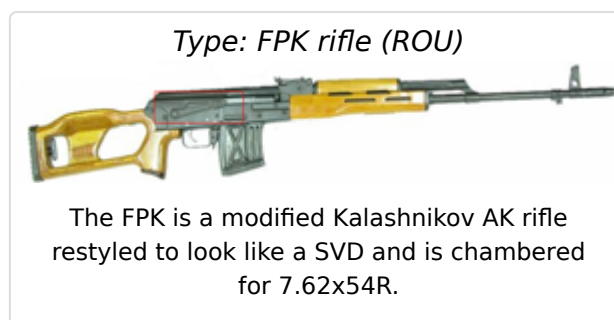 Type: FPK rifle (ROU)
The FPK is a modified Kalashnikov AK rifle
restyled to look like a SVD and is chambered
for 7.62x54R.